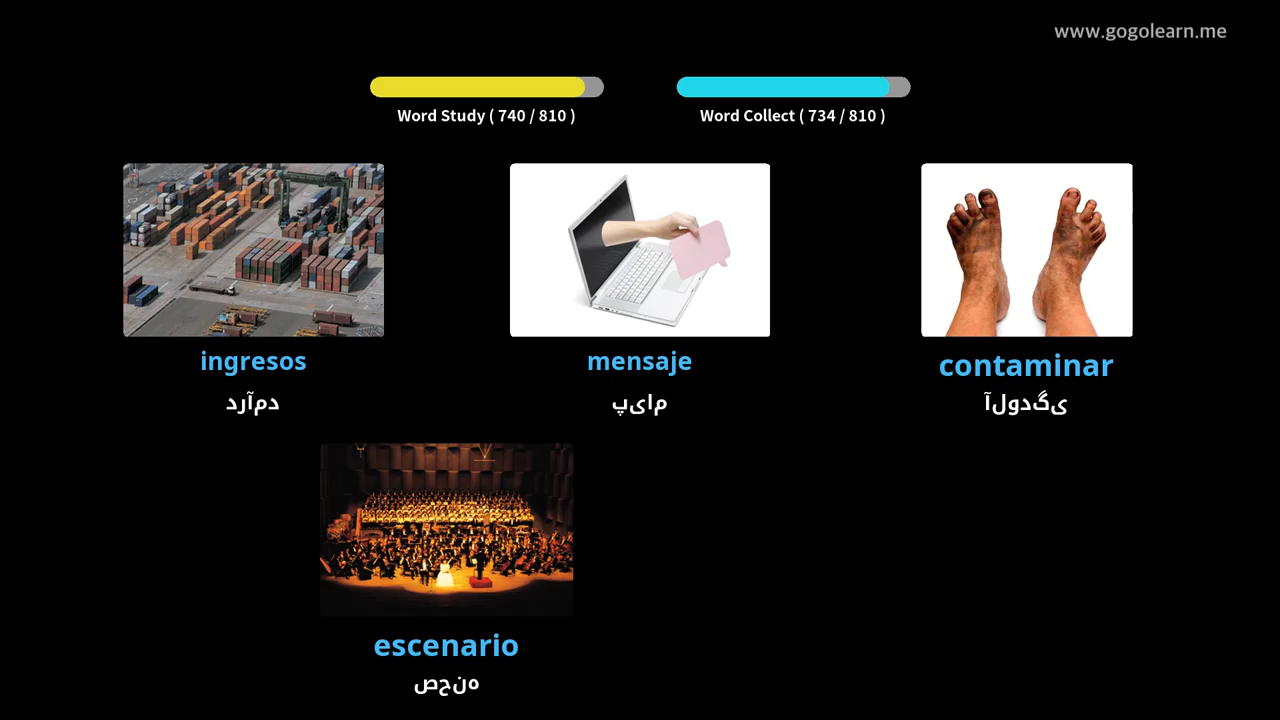 www.gogolearn.me
Word Study ( 740 / 810 )
Word Collect ( 734 / 810 )
ingresos
درآمد
mensaje
پیام
contaminar
آلودگی
escenario
صحنه